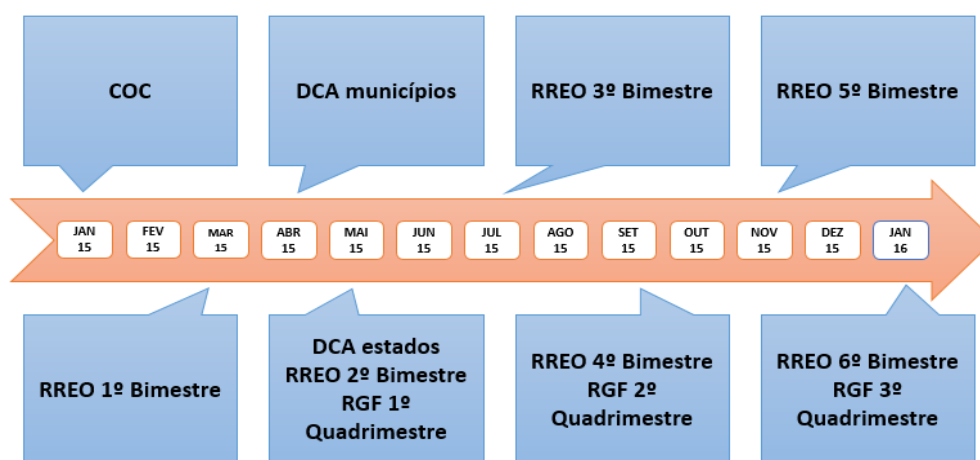 COC
DCA municípios
RREO 3º Bimestre
RREO 5º Bimestre
JAN
15
FEV
15
MAR
15
ABR
15
MAI
15
JUN
15
JUL
15
AGO
15
SET
15
OUT
15
NOV
15
DEZ
15
JAN
16
RREO 1º Bimestre
DCA estados
RREO 2º Bimestre
RGF 1º
Quadrimestre
RREO 4º Bimestre
RGF 2º
Quadrimestre
RREO 6º Bimestre
RGF 3º
Quadrimestre